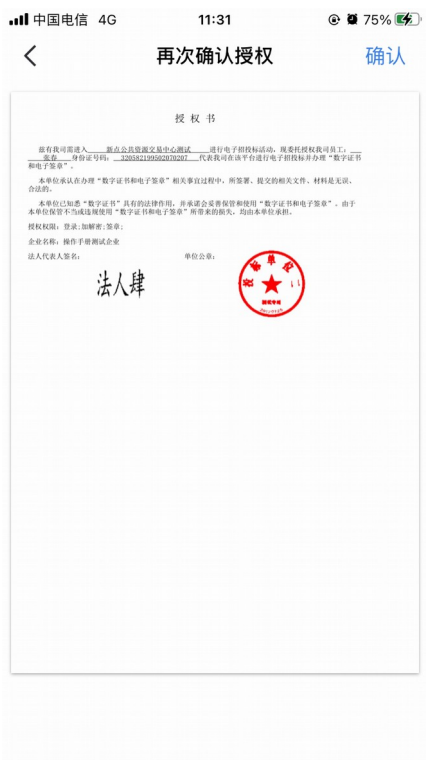 中国电信 4G 11:31 75%
再次确认授权 确认
授 权 书
兹有我司需进入 新点公共资源交易中心测试 进行电子招投标活动，现委托授权我司员工：
张春 身份证号码： 320582199502070207 代表我司在该平台进行电子招投标并办理“数字证书
和电子签章”。
本单位承认在办理“数字证书和电子签章”相关事宜过程中，所签署、提交的相关文件、材料是无误、
合法的。
本单位已知悉“数字证书”具有的法律作用，并承诺会妥善保管和使用“数字证书和电子签章”。由于
本单位保管不当或违规使用“数字证书和电子签章”所带来的损失，均由本单位承担。
授权权限：登录;加解密;签章;
企业名称：操作手册测试企业
法人代表人签名： 单位公章：
法人肆